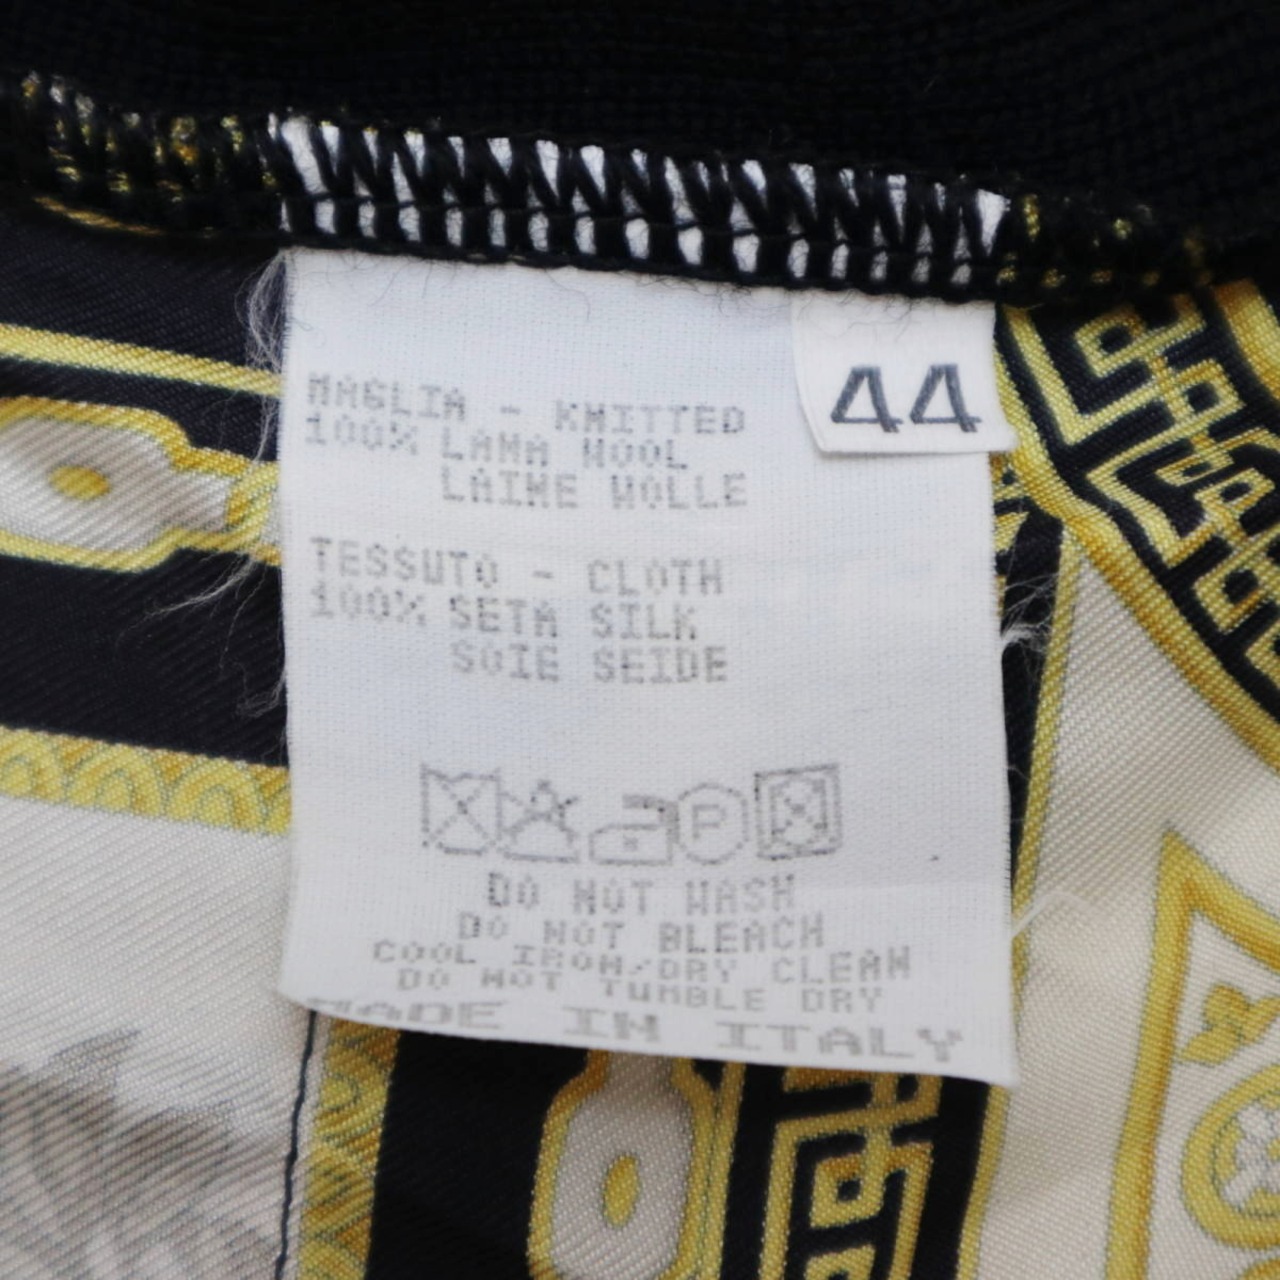 44
MAGLIA - KNITTED
100% LANA WOOL
LAINE WOLLE
TESSUTO - CLOTH
100% SETA SILK
SOIE SEIDE
P
DO NOT WASH
DO NOT BLEACH
COOL IRON/DRY CLEAN
DO NOT TUMBLE DRY
MADE IN ITALY